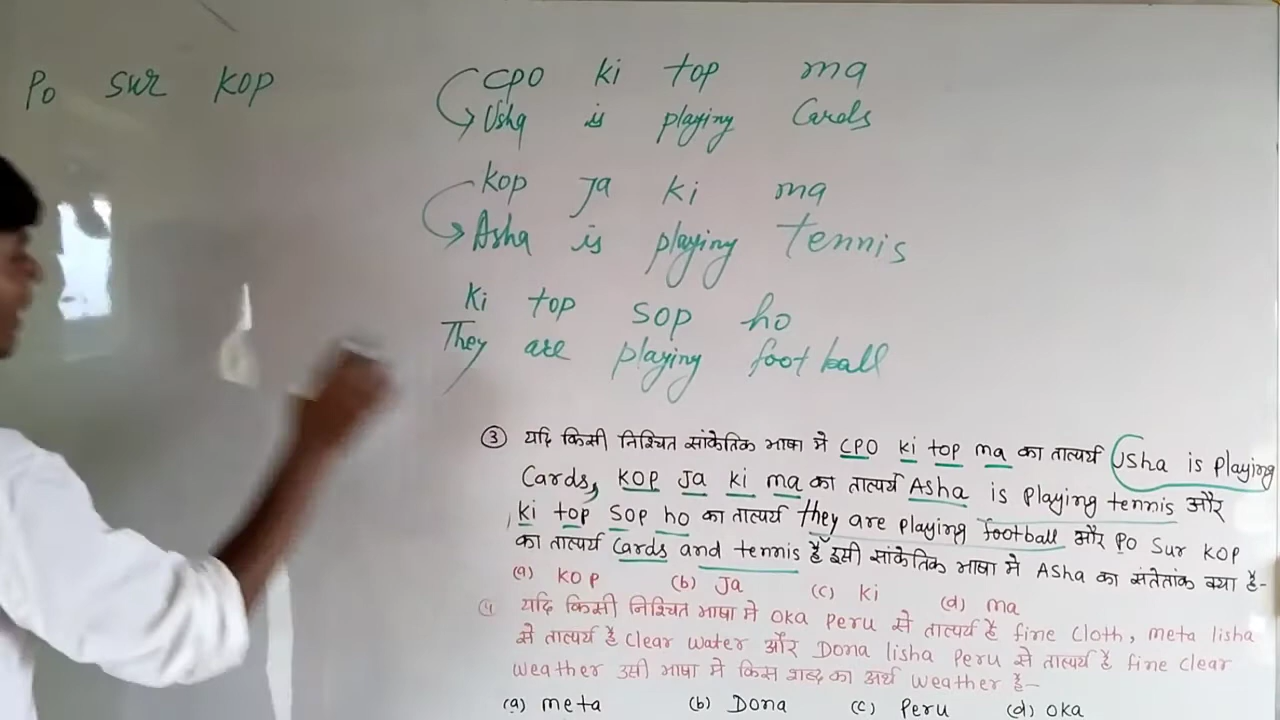 Po sur kop
CPO ki top ma
Usha is playing Cards
kop Ja ki ma
Asha is playing tennis
Ki top sop ho
They are playing football
③ यदि किसी निश्चित सांकेतिक भाषा मे CPO ki top ma का तात्पर्य Usha is Playing
Cards, KOP Ja ki ma का तात्पर्य Asha is playing tennis और
ki top Sop ho का तात्पर्य they are playing football और Po Sur KOP
का तात्पर्य Cards and tennis है इसी सांकेतिक भाषा मे Asha का संतेतांक क्या है-
(a) KOP (b) Ja (c) Ki (d) ma
④ यदि किसी निश्चित भाषा मे OKa Peru से तात्पर्य है fine Cloth, meta lisha
से तात्पर्य है Clear Water और Dona lisha Peru से तात्पर्य है fine Clear
Weather उसी भाषा मे किस शब्द का अर्थ Weather है-
(a) meta (b) Dona (c) Peru (d) OKa